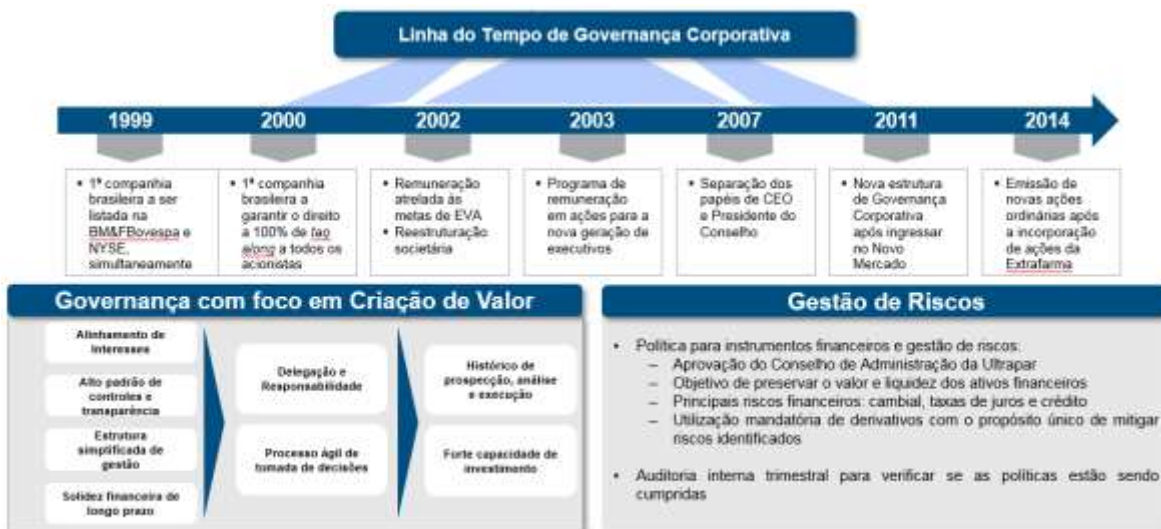 Linha do Tempo de Governança Corporativa
1999
2000
2002
2003
2007
2011
2014
▪ 1ª companhia
brasileira a ser
listada na
BM&FBovespa e
NYSE,
simultaneamente
▪ 1ª companhia
brasileira a
garantir o direito
a 100% de tag
along a todos os
acionistas
▪ Remuneração
atrelada às
metas de EVA
▪ Reestruturação
societária
▪ Programa de
remuneração
em ações para a
nova geração de
executivos
▪ Separação dos
papéis de CEO
e Presidente do
Conselho
▪ Nova estrutura
de Governança
Corporativa
após ingressar
no Novo
Mercado
▪ Emissão de
novas ações
ordinárias após
a incorporação
de ações da
Extrafarma
Governança com foco em Criação de Valor
Alinhamento de
Interesses
Alto padrão de
controles e
transparência
Estrutura
simplificada de
gestão
Solidez financeira de
longo prazo
Delegação e
Responsabilidade
Processo ágil de
tomada de decisões
Histórico de
prospecção, análise
e execução
Forte capacidade de
investimento
Gestão de Riscos
• Política para instrumentos financeiros e gestão de riscos:
– Aprovação do Conselho de Administração da Ultrapar
– Objetivo de preservar o valor e liquidez dos ativos financeiros
– Principais riscos financeiros: cambial, taxas de juros e crédito
– Utilização mandatória de derivativos com o propósito único de mitigar
riscos identificados
• Auditoria interna trimestral para verificar se as políticas estão sendo
cumpridas